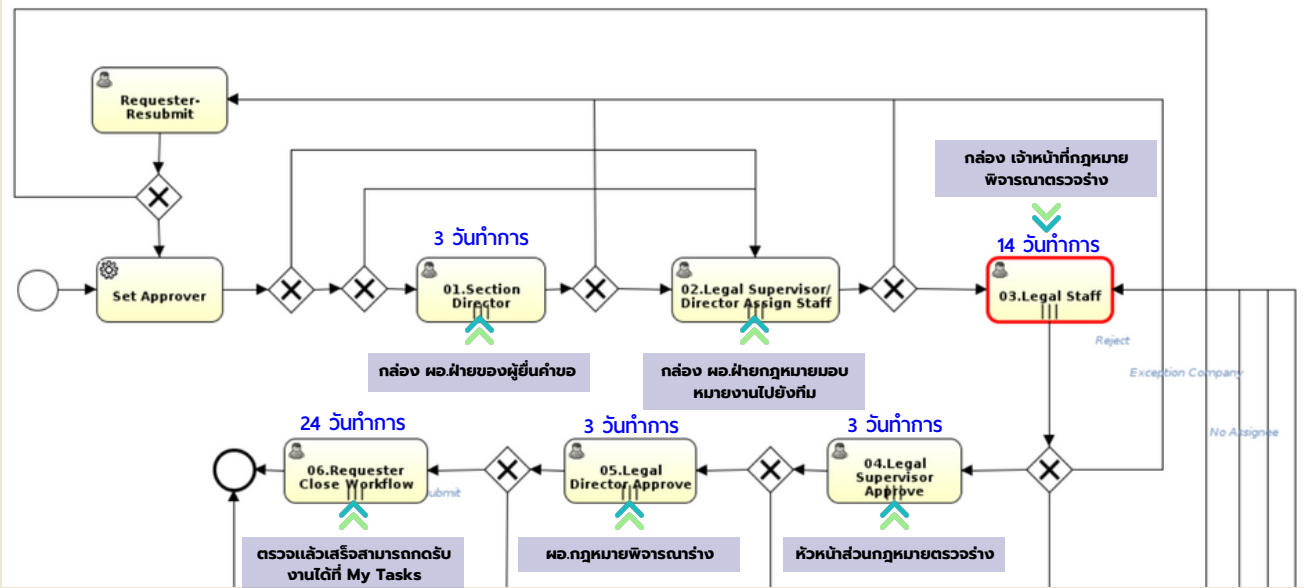 Requester-
Resubmit
กล่อง เจ้าหน้าที่กฎหมาย
พิจารณาตรวจร่าง
3 วันทำการ
14 วันทำการ
Set Approver
01.Section
Director
02.Legal Supervisor/
Director Assign Staff
03.Legal Staff
Reject
กล่อง ผอ.ฝ่ายของผู้ยื่นคำขอ
กล่อง ผอ.ฝ่ายกฎหมายมอบ
หมายงานไปยังทีม
Exception Company
24 วันทำการ
3 วันทำการ
3 วันทำการ
No Assignee
06.Requester
Close Workflow
ubmit
05.Legal
Director Approve
04.Legal
Supervisor
Approve
ตรวจแล้วเสร็จสามารถกดรับ
งานได้ที่ My Tasks
ผอ.กฎหมายพิจารณาร่าง
หัวหน้าส่วนกฎหมายตรวจร่าง